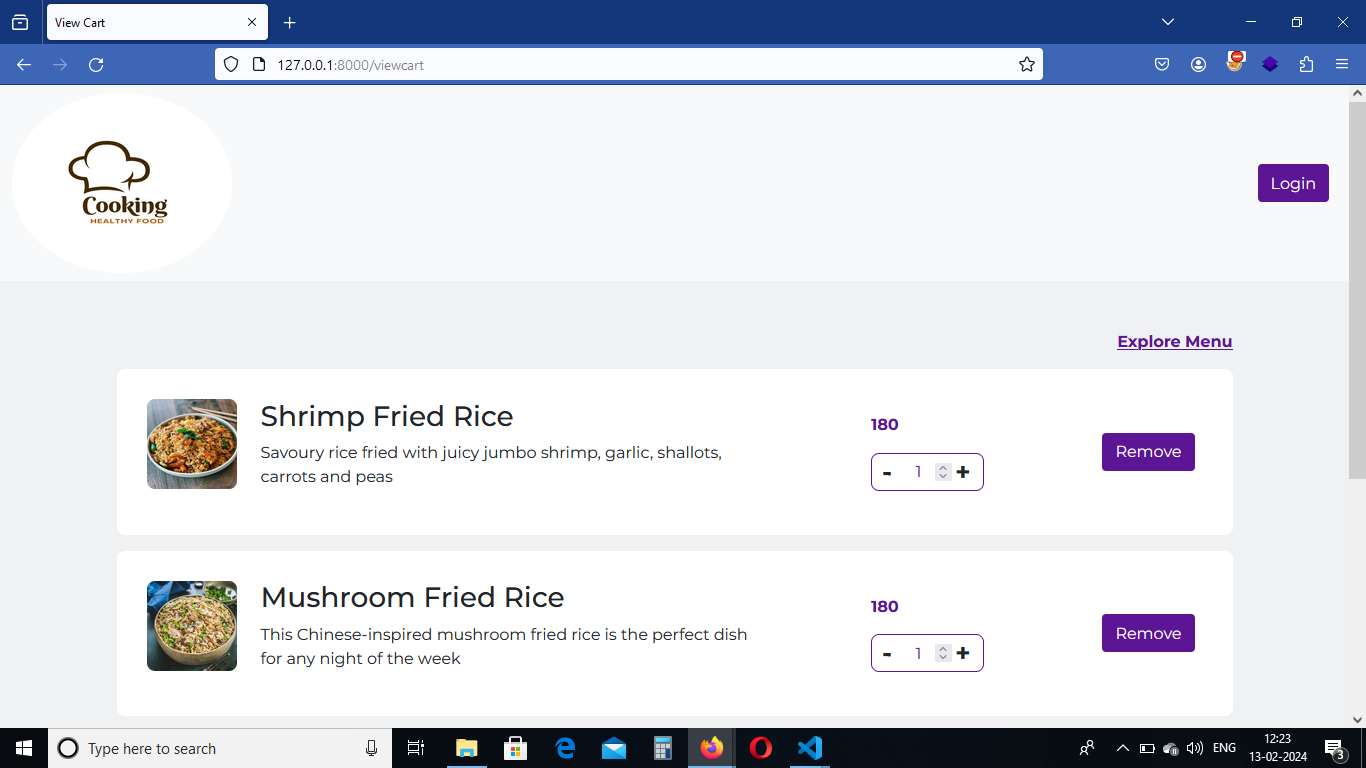 View Cart
127.0.0.1:8000/viewcart
Cooking
HEALTHY FOOD
Login
Explore Menu
Shrimp Fried Rice
Savoury rice fried with juicy jumbo shrimp, garlic, shallots,
carrots and peas
180
- 1 +
Remove
Mushroom Fried Rice
This Chinese-inspired mushroom fried rice is the perfect dish
for any night of the week
180
- 1 +
Remove
Type here to search
ENG
12:23
13-02-2024
3